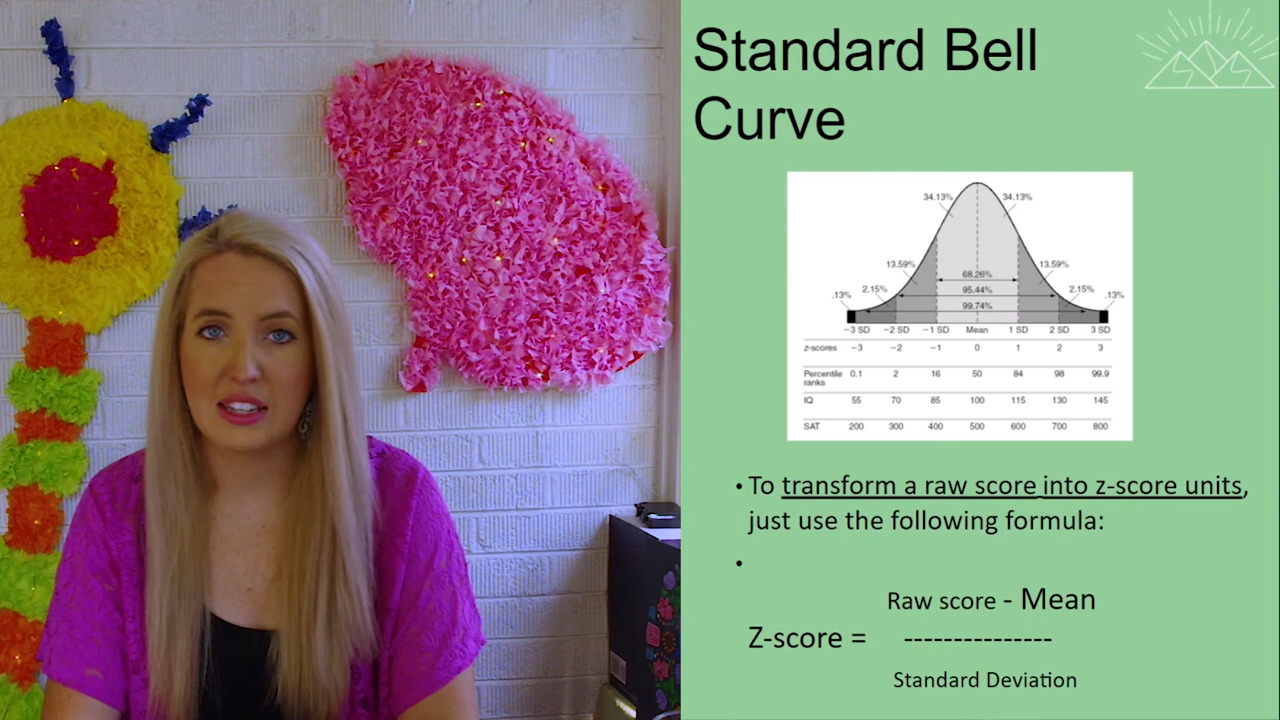 Standard Bell
Curve
34.13% 34.13%
13.59% 13.59%
68.26%
2.15% 95.44% 2.15%
.13% 99.74% .13%
−3 SD −2 SD −1 SD Mean 1 SD 2 SD 3 SD
z-scores −3 −2 −1 0 1 2 3
Percentile 0.1 2 16 50 84 98 99.9
ranks
IQ 55 70 85 100 115 130 145
SAT 200 300 400 500 600 700 800
• To transform a raw score into z-score units,
just use the following formula:
•
Raw score - Mean
Z-score = ---------------
Standard Deviation